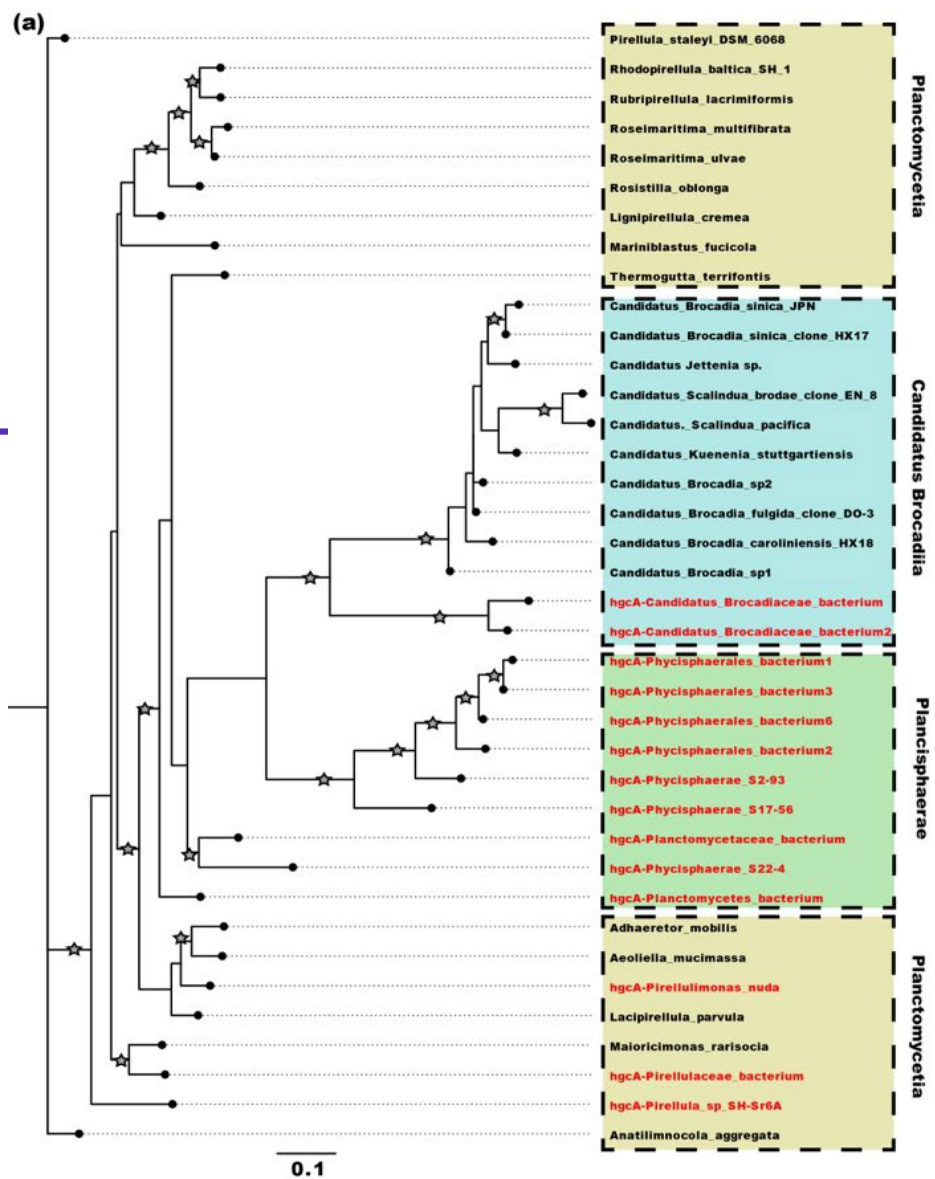 (a)
Pirellula_staleyi_DSM_6068
Rhodopirellula_baltica_SH_1
Rubripirellula_lacrimiformis
Roseimaritima_multifibrata
Roseimaritima_ulvae
Rosistilla_oblonga
Lignipirellula_cremea
Mariniblastus_fucicola
Thermogutta_terrifontis
Planctomycetia
Candidatus_Brocadia_sinica_JPN
Candidatus_Brocadia_sinica_clone_HX17
Candidatus Jettenia sp.
Candidatus_Scalindua_brodae_clone_EN_8
Candidatus._Scalindua_pacifica
Candidatus_Kuenenia_stuttgartiensis
Candidatus_Brocadia_sp2
Candidatus_Brocadia_fulgida_clone_DO-3
Candidatus_Brocadia_caroliniensis_HX18
Candidatus_Brocadia_sp1
hgcA-Candidatus_Brocadiaceae_bacterium
hgcA-Candidatus_Brocadiaceae_bacterium2
Candidatus Brocadiia
hgcA-Phycisphaerales_bacterium1
hgcA-Phycisphaerales_bacterium3
hgcA-Phycisphaerales_bacterium6
hgcA-Phycisphaerales_bacterium2
hgcA-Phycisphaerae_S2-93
hgcA-Phycisphaerae_S17-56
hgcA-Planctomycetaceae_bacterium
hgcA-Phycisphaerae_S22-4
hgcA-Planctomycetes_bacterium
Plancisphaerae
Adhaeretor_mobilis
Aeoliella_mucimassa
hgcA-Pirellulimonas_nuda
Lacipirellula_parvula
Maioricimonas_rarisocia
hgcA-Pirellulaceae_bacterium
hgcA-Pirellula_sp_SH-Sr6A
Anatilimnocola_aggregata
Planctomycetia
0.1